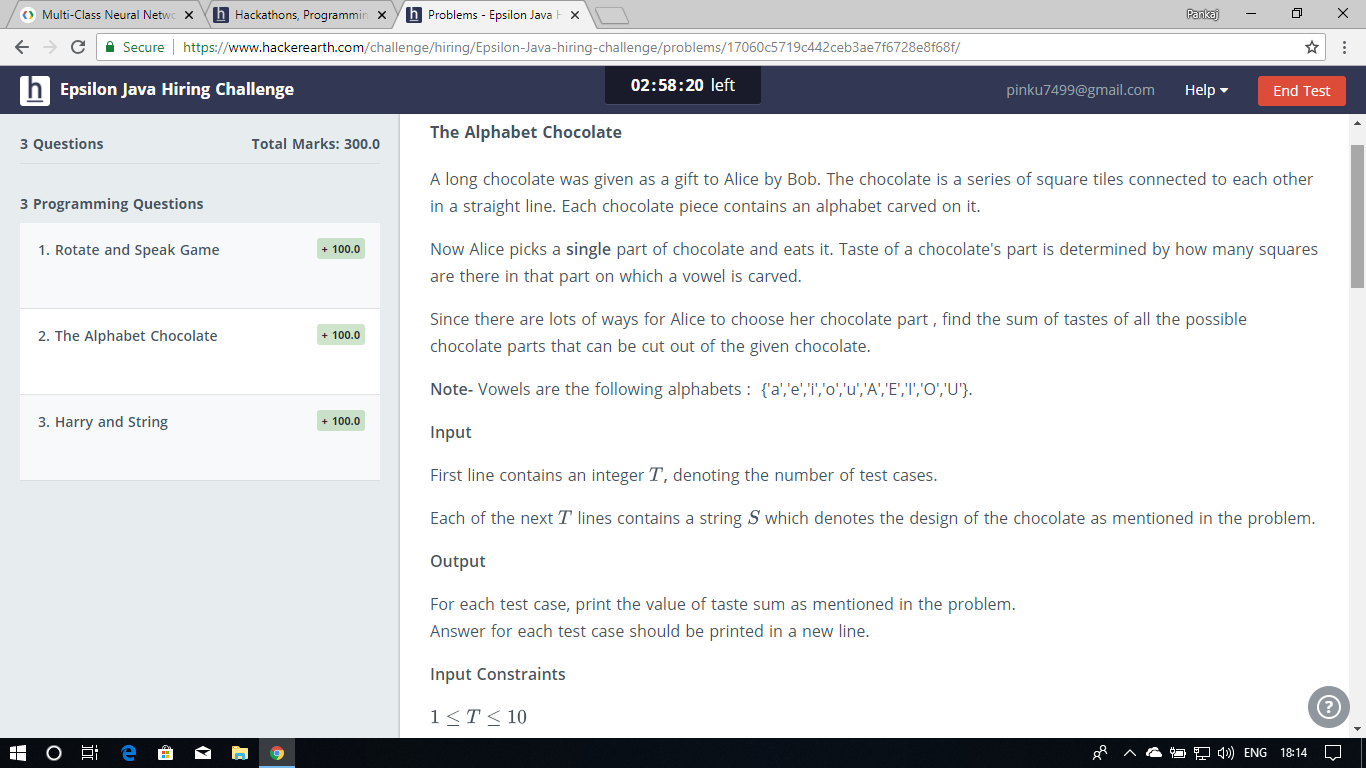 Multi-Class Neural Netwo
Hackathons, Programmin
Problems - Epsilon Java H
Pankaj
Secure
https://www.hackerearth.com/challenge/hiring/Epsilon-Java-hiring-challenge/problems/17060c5719c442ceb3ae7f6728e8f68f/
h
Epsilon Java Hiring Challenge
02:58:20 left
pinku7499@gmail.com
Help
End Test
3 Questions
Total Marks: 300.0
3 Programming Questions
1. Rotate and Speak Game
+ 100.0
2. The Alphabet Chocolate
+ 100.0
3. Harry and String
+ 100.0
The Alphabet Chocolate
A long chocolate was given as a gift to Alice by Bob. The chocolate is a series of square tiles connected to each other
in a straight line. Each chocolate piece contains an alphabet carved on it.
Now Alice picks a single part of chocolate and eats it. Taste of a chocolate's part is determined by how many squares
are there in that part on which a vowel is carved.
Since there are lots of ways for Alice to choose her chocolate part , find the sum of tastes of all the possible
chocolate parts that can be cut out of the given chocolate.
Note- Vowels are the following alphabets : {'a','e','i','o','u','A','E','I','O','U'}.
Input
First line contains an integer T, denoting the number of test cases.
Each of the next T lines contains a string S which denotes the design of the chocolate as mentioned in the problem.
Output
For each test case, print the value of taste sum as mentioned in the problem.
Answer for each test case should be printed in a new line.
Input Constraints
1 ≤ T ≤ 10
?
ENG
18:14